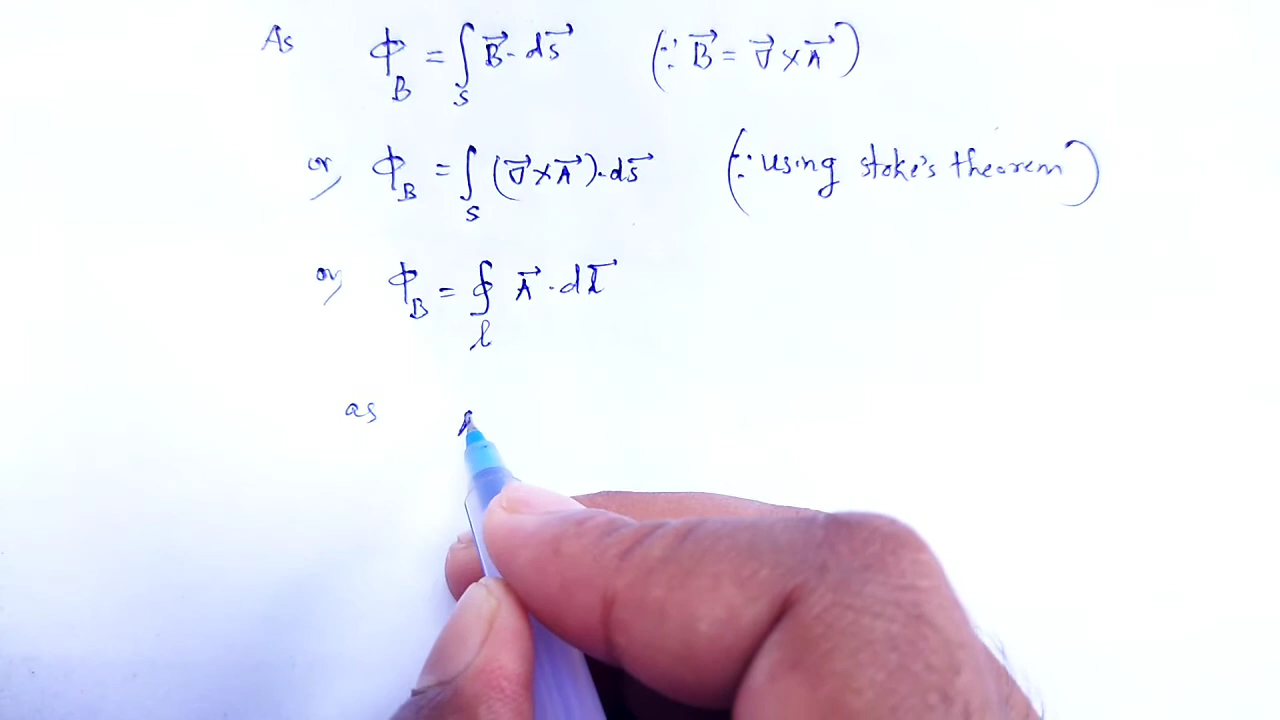 As Φ_B = ∫_S B⃗ · ds⃗ (∵ B⃗ = ∇⃗ × A⃗)
or, Φ_B = ∫_S (∇⃗ × A⃗) · ds⃗ (∵ using stoke's theorem)
or, Φ_B = ∮_l A⃗ · dl⃗
as